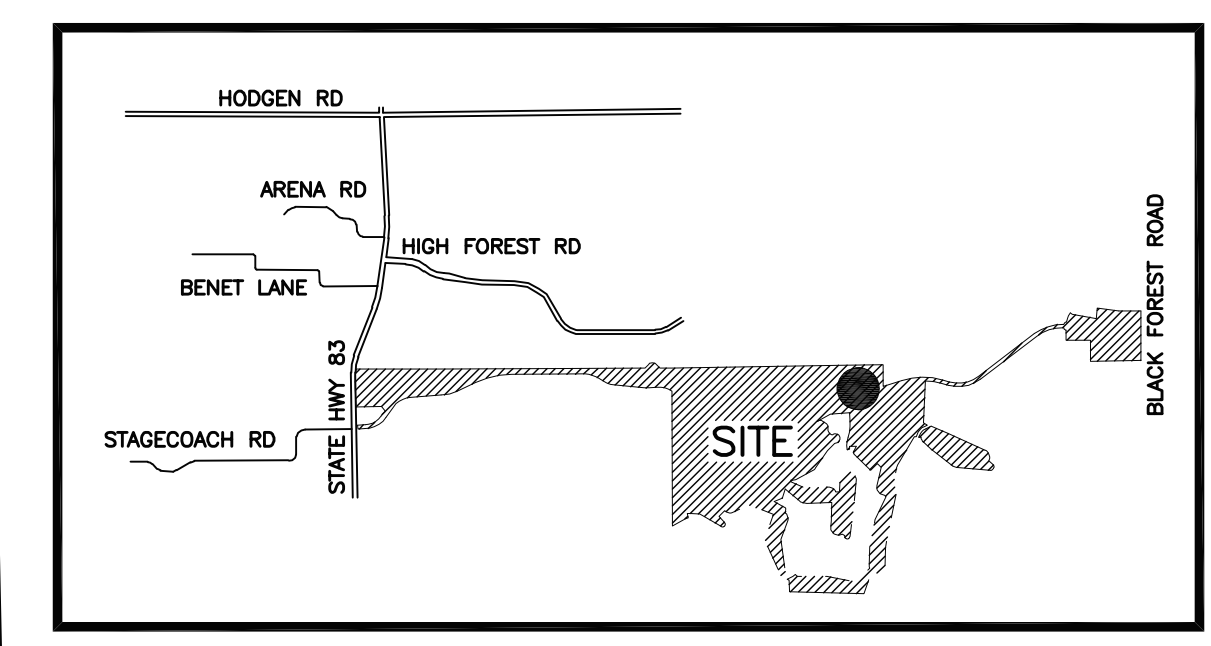 HODGEN RD
ARENA RD
HIGH FOREST RD
BENET LANE
BLACK FOREST ROAD
STATE HWY 83
STAGECOACH RD
SITE